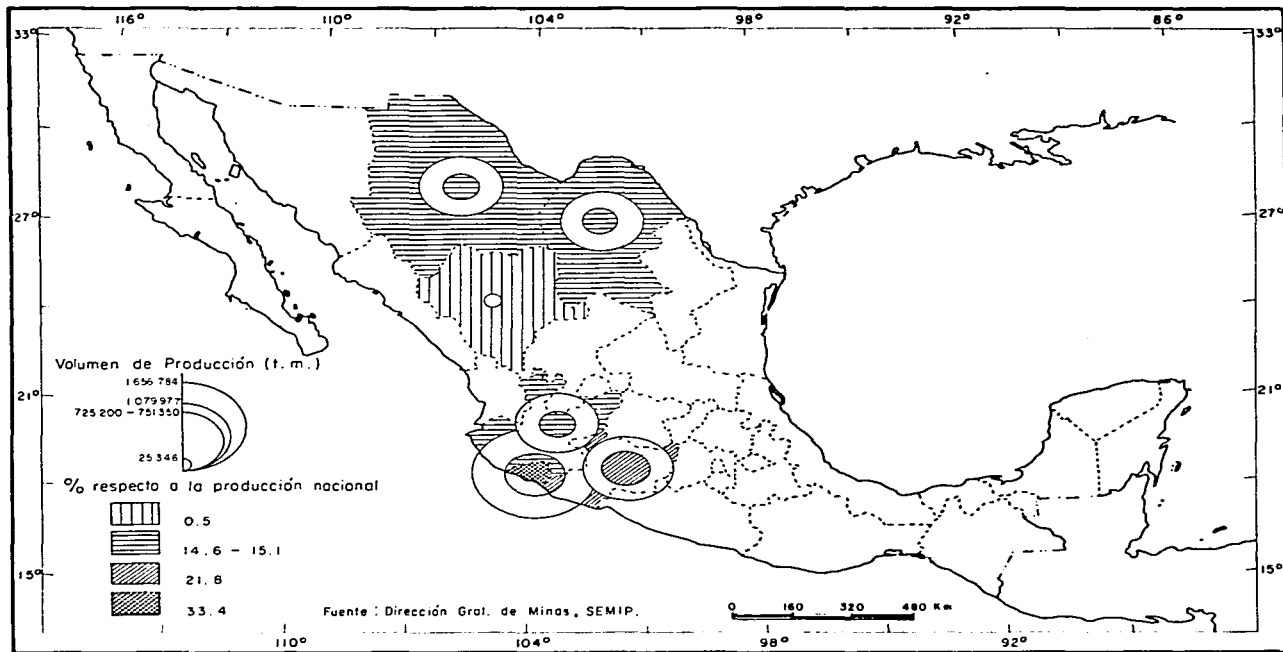 116° 110° 104° 98° 92° 86°
33° 33°
27° 27°
Volumen de Producción (t.m.)
1 656 784
1 079 977
725 200 - 751 350
25 346
21° 21°
% respecto a la producción nacional
0.5
14.6 - 15.1
21.8
33.4
15° 15°
Fuente: Dirección Gral. de Minas, SEMIP.
0 160 320 480 Km
110° 104° 98° 92°